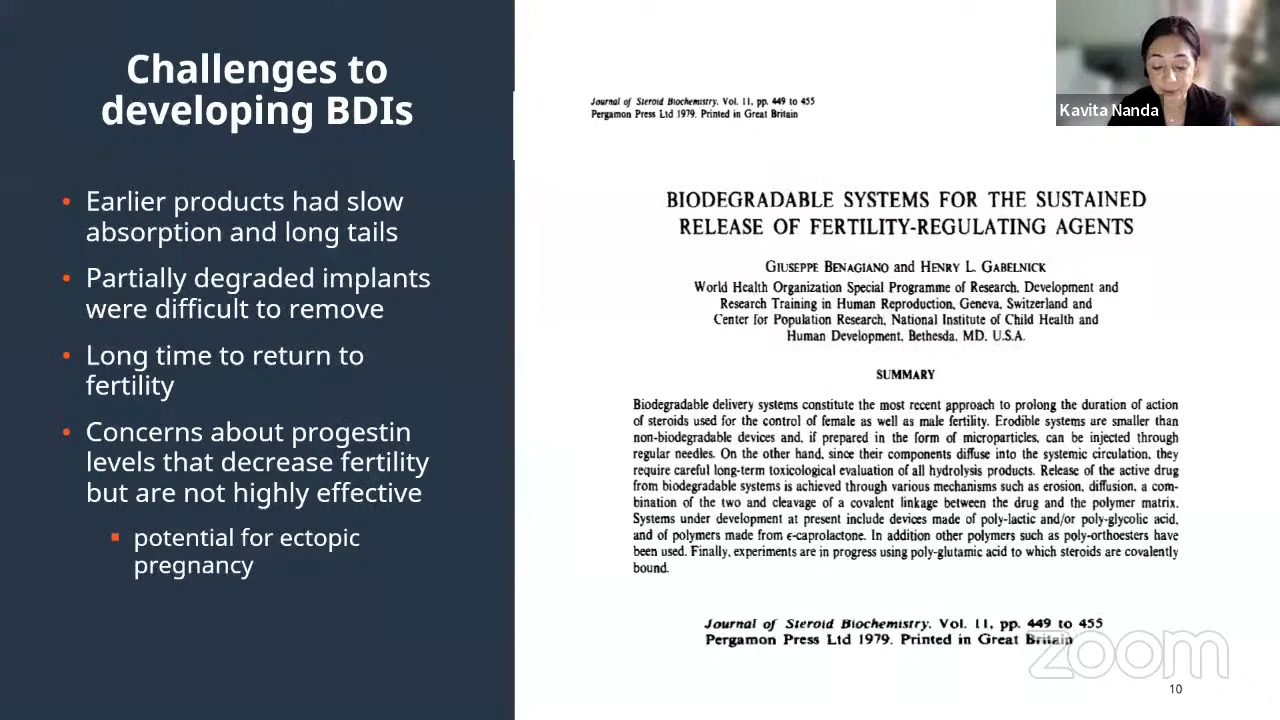 Challenges to
developing BDIs
• Earlier products had slow
absorption and long tails
• Partially degraded implants
were difficult to remove
• Long time to return to
fertility
• Concerns about progestin
levels that decrease fertility
but are not highly effective
▪ potential for ectopic
pregnancy
Journal of Steroid Biochemistry, Vol. 11, pp. 449 to 455
Pergamon Press Ltd 1979. Printed in Great Britain
BIODEGRADABLE SYSTEMS FOR THE SUSTAINED
RELEASE OF FERTILITY-REGULATING AGENTS
GIUSEPPE BENAGIANO and HENRY L. GABELNICK
World Health Organization Special Programme of Research, Development and
Research Training in Human Reproduction, Geneva, Switzerland and
Center for Population Research, National Institute of Child Health and
Human Development, Bethesda, MD, U.S.A.
SUMMARY
Biodegradable delivery systems constitute the most recent approach to prolong the duration of action
of steroids used for the control of female as well as male fertility. Erodible systems are smaller than
non-biodegradable devices and, if prepared in the form of microparticles, can be injected through
regular needles. On the other hand, since their components diffuse into the systemic circulation, they
require careful long-term toxicological evaluation of all hydrolysis products. Release of the active drug
from biodegradable systems is achieved through various mechanisms such as erosion, diffusion, a com-
bination of the two and cleavage of a covalent linkage between the drug and the polymer matrix.
Systems under development at present include devices made of poly-lactic and/or poly-glycolic acid,
and of polymers made from ϵ-caprolactone. In addition other polymers such as poly-orthoesters have
been used. Finally, experiments are in progress using poly-glutamic acid to which steroids are covalently
bound.
Journal of Steroid Biochemistry, Vol. 11, pp. 449 to 455
Pergamon Press Ltd 1979. Printed in Great Britain
Kavita Nanda
zoom
10